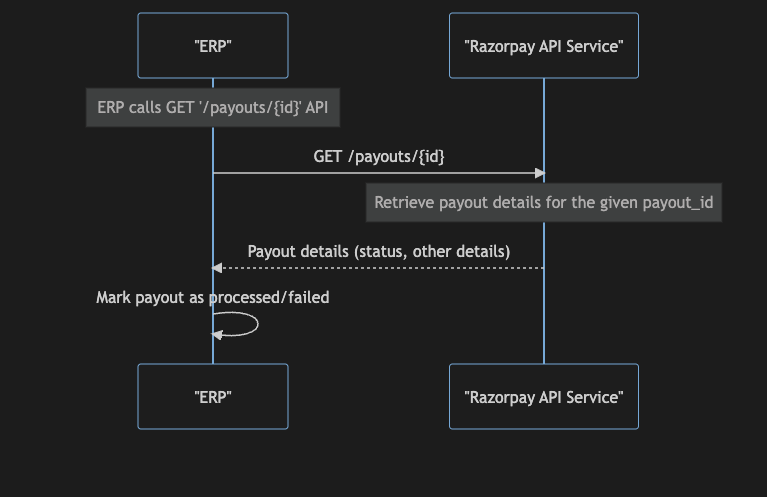 "ERP"
"Razorpay API Service"
ERP calls GET '/payouts/{id}' API
GET /payouts/{id}
Retrieve payout details for the given payout_id
Payout details (status, other details)
Mark payout as processed/failed
"ERP"
"Razorpay API Service"